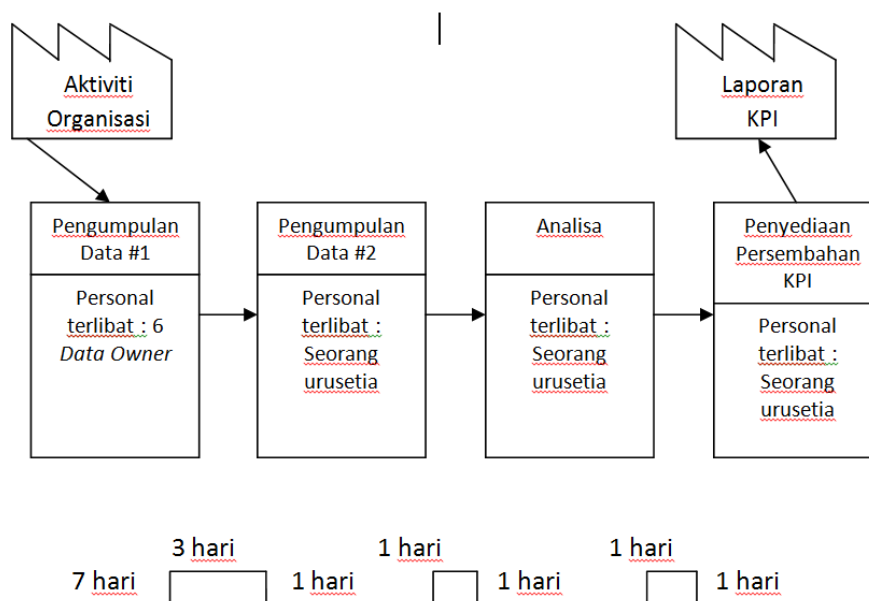 Aktiviti
Organisasi
Laporan
KPI
Pengumpulan
Data #1
Personal
terlibat : 6
Data Owner
Pengumpulan
Data #2
Personal
terlibat :
Seorang
urusetia
Analisa
Personal
terlibat :
Seorang
urusetia
Penyediaan
Persembahan
KPI
Personal
terlibat :
Seorang
urusetia
3 hari
1 hari
1 hari
7 hari
1 hari
1 hari
1 hari